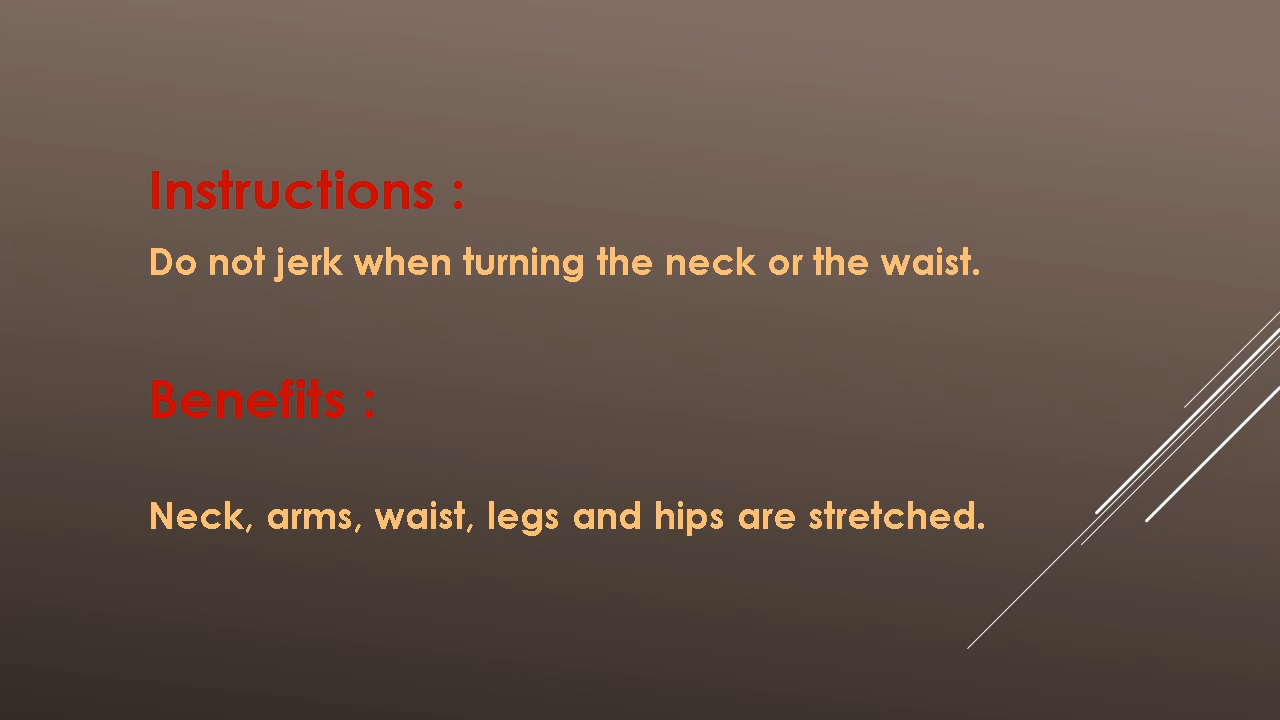 Instructions :
Do not jerk when turning the neck or the waist.
Benefits :
Neck, arms, waist, legs and hips are stretched.